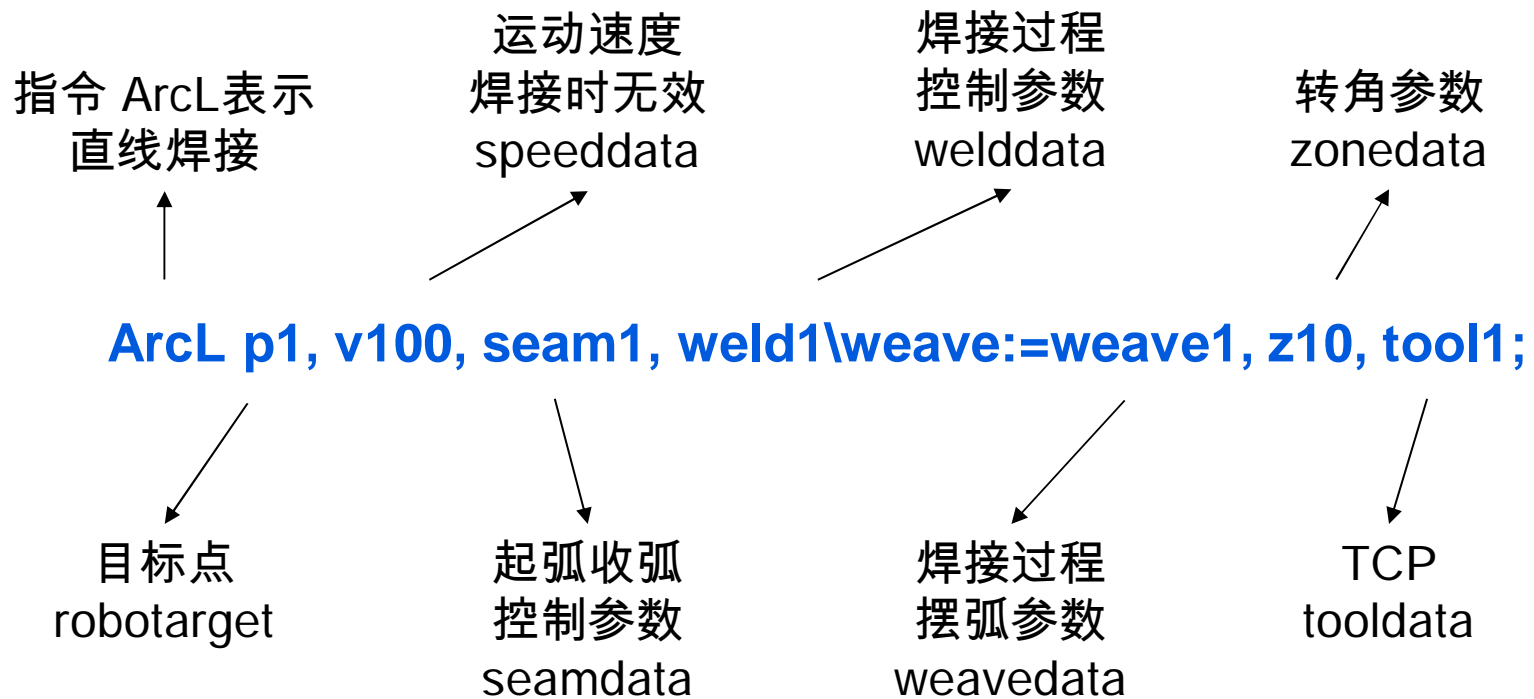 指令 ArcL表示
直线焊接
运动速度
焊接时无效
speeddata
焊接过程
控制参数
welddata
转角参数
zonedata
ArcL p1, v100, seam1, weld1\weave:=weave1, z10, tool1;
目标点
robotarget
起弧收弧
控制参数
seamdata
焊接过程
摆弧参数
weavedata
TCP
tooldata